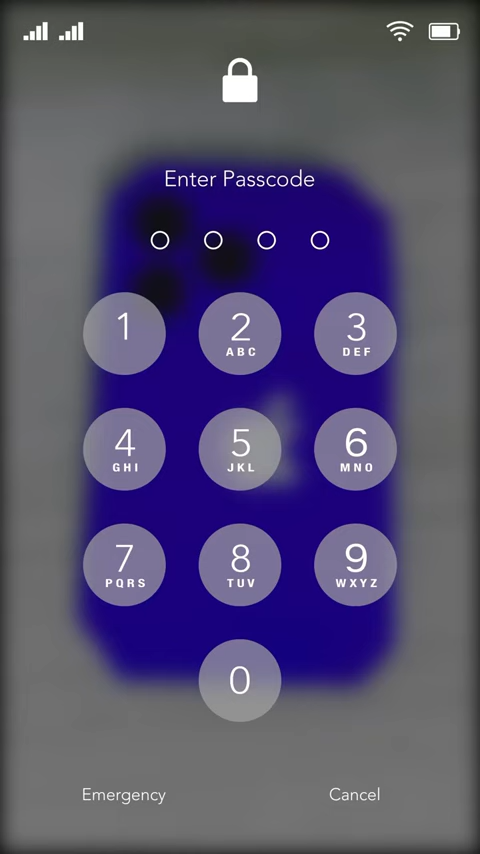 Enter Passcode
1 2 3
ABC DEF
4 5 6
GHI JKL MNO
7 8 9
PQRS TUV WXYZ
0
Emergency Cancel